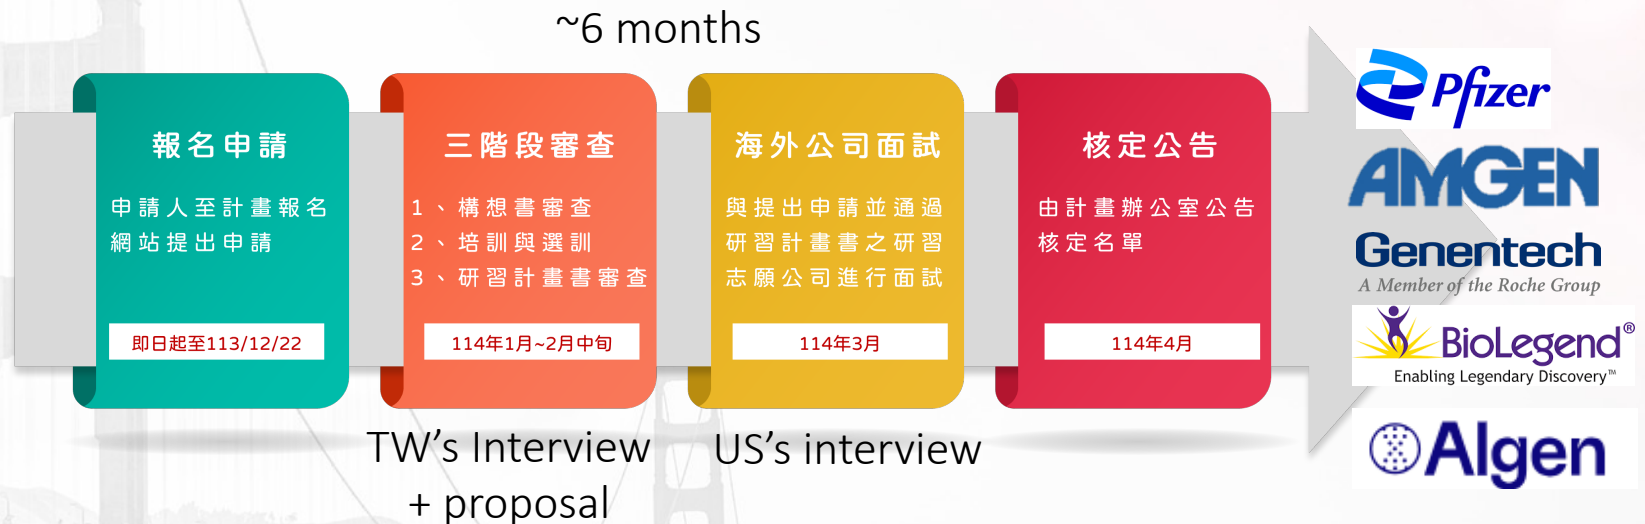 ~6 months
報名申請
申請人至計畫報名
網站提出申請
即日起至113/12/22
三階段審查
1、構想書審查
2、培訓與選訓
3、研習計畫書審查
114年1月~2月中旬
海外公司面試
與提出申請並通過
研習計畫書之研習
志願公司進行面試
114年3月
核定公告
由計畫辦公室公告
核定名單
114年4月
TW's Interview
+ proposal
US's interview
Pfizer
AMGEN
Genentech
A Member of the Roche Group
BioLegend®
Enabling Legendary Discovery™
Algen